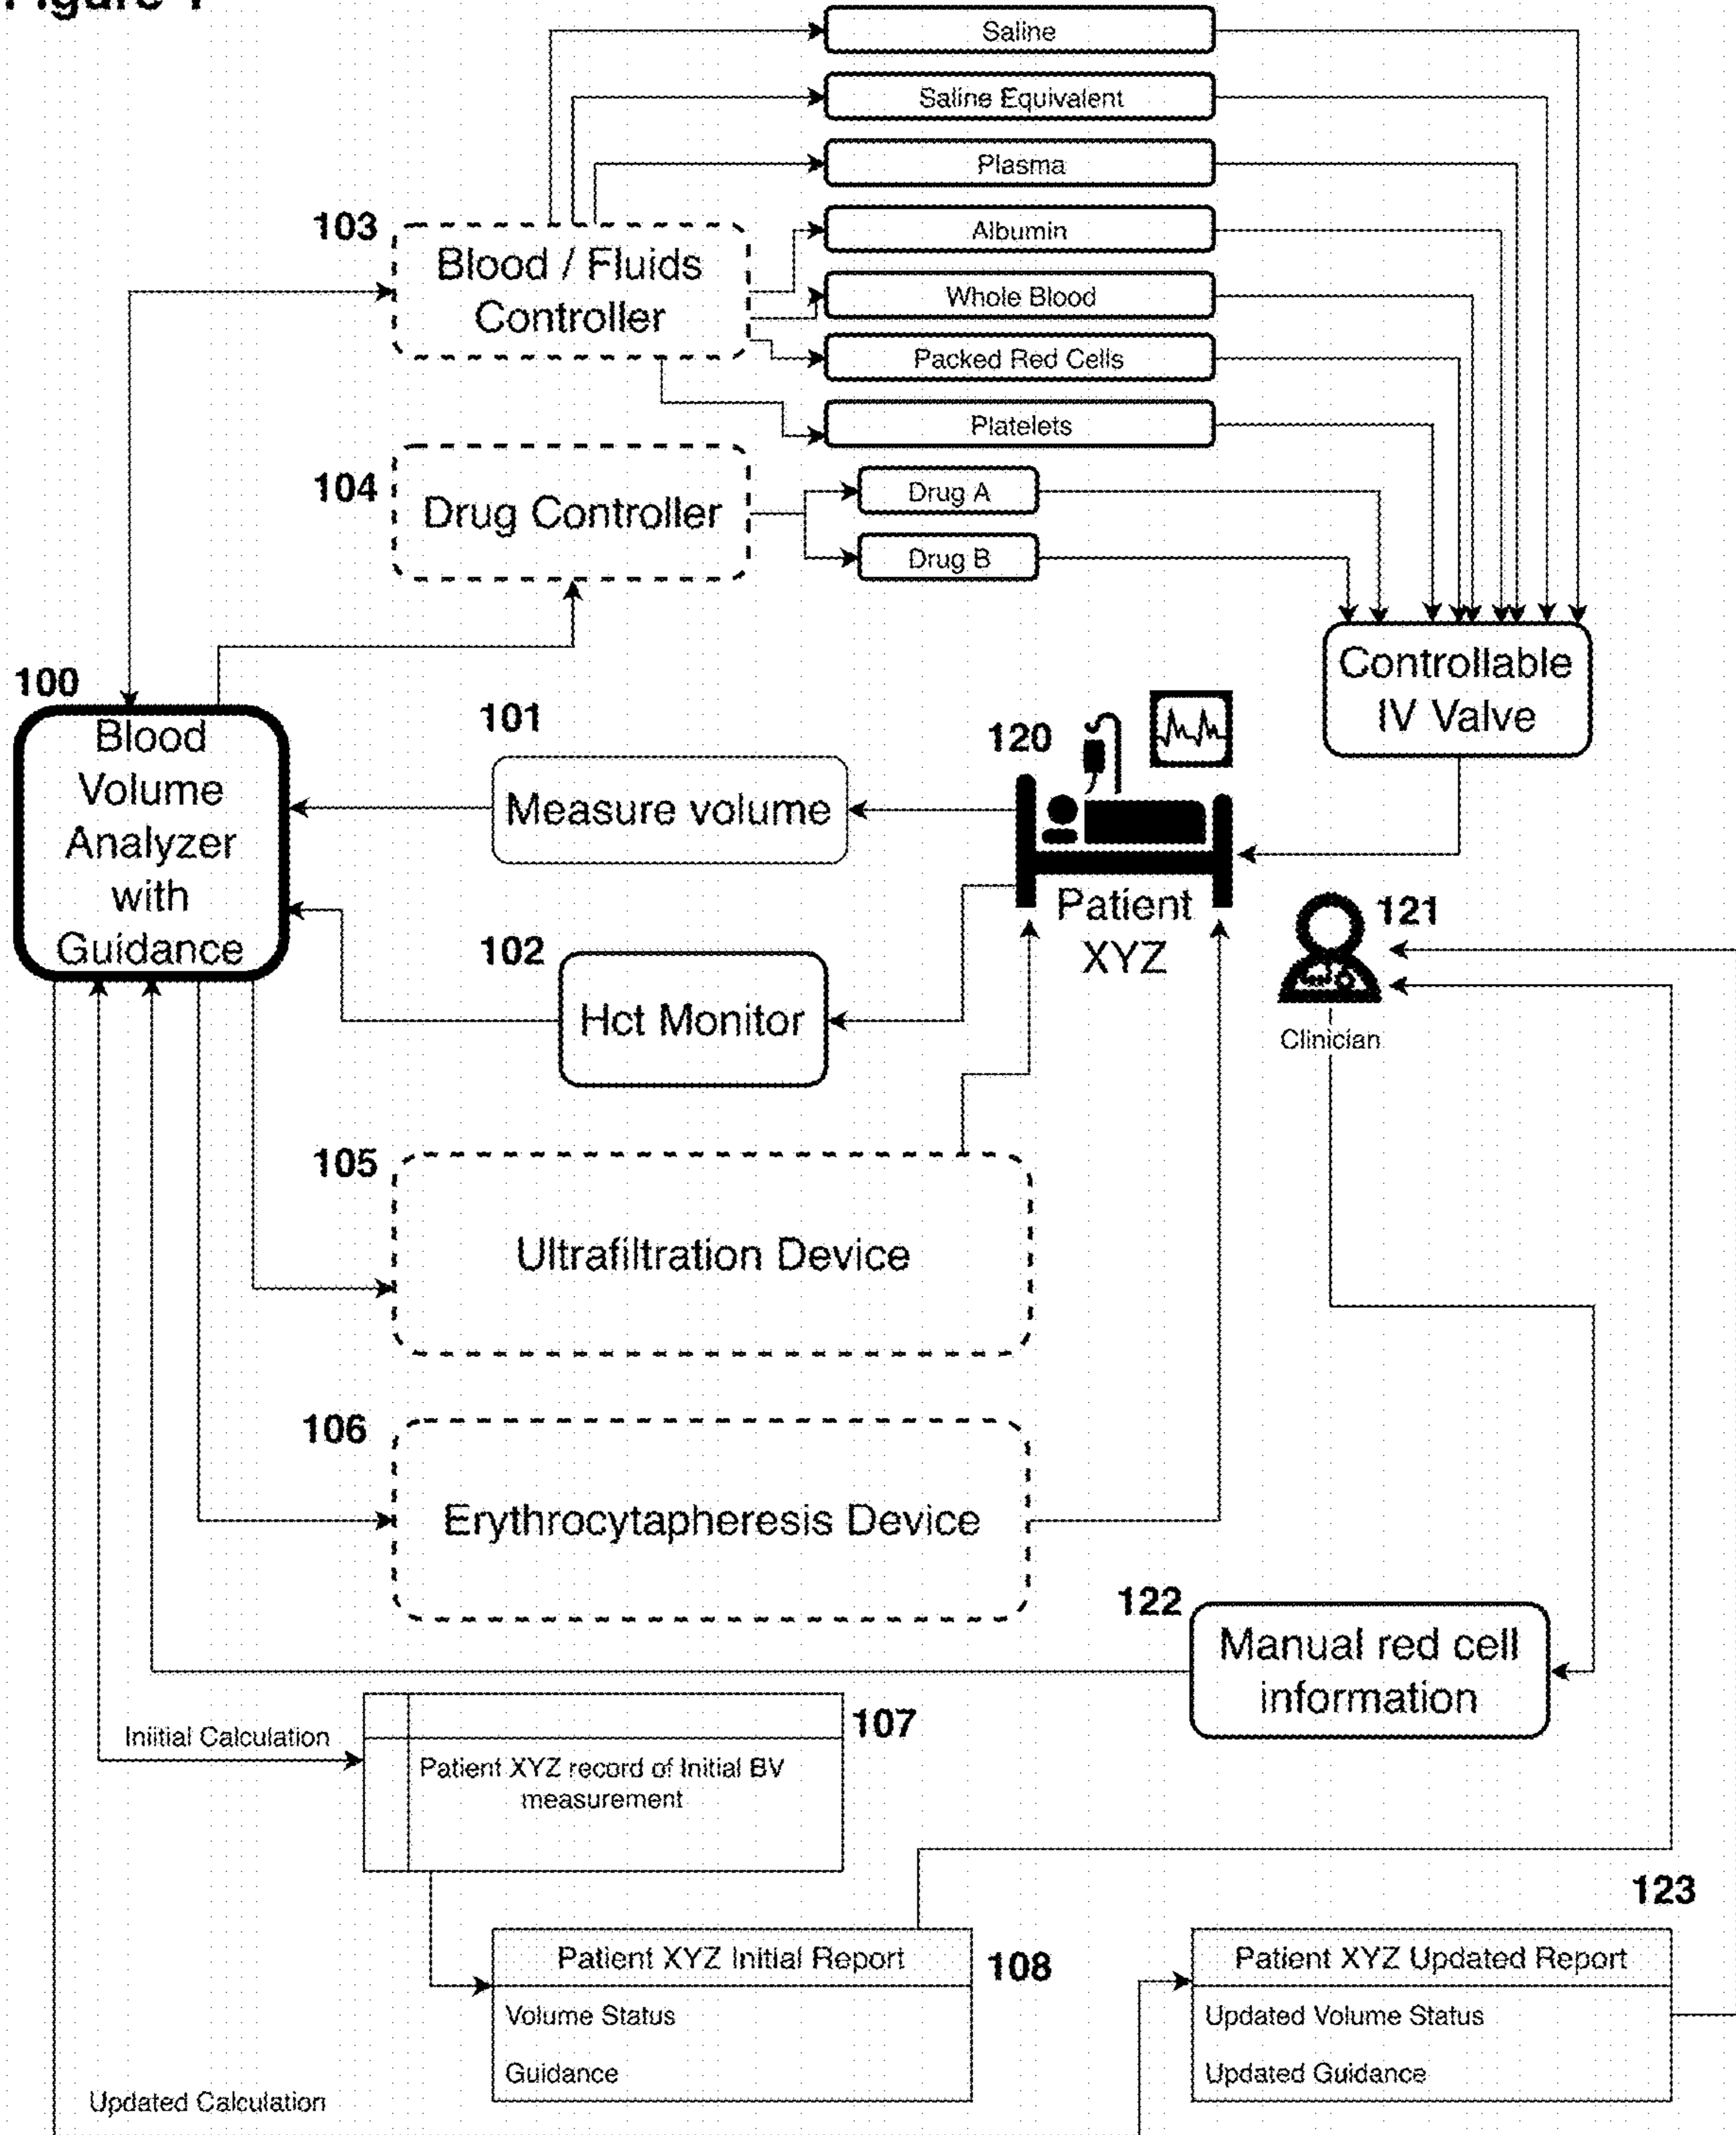 Saline
Saline Equivalent
Plasma
103
Albumin
Blood / Fluids
Controller
Whole Blood
Packed Red Cells
Platelets
104
Drug Controller
Drug A
Drug B
Controllable
IV Valve
100
Blood
Volume
Analyzer
with
Guidance
101
Measure volume
120
Patient
XYZ
121
Clinician
102
Hct Monitor
105
Ultrafiltration Device
106
Erythrocytapheresis Device
122
Manual red cell
information
Iniitial Calculation
107
Patient XYZ record of Initial BV
measurement
108
Patient XYZ Initial Report
Volume Status
Guidance
123
Patient XYZ Updated Report
Updated Volume Status
Updated Guidance
Updated Calculation